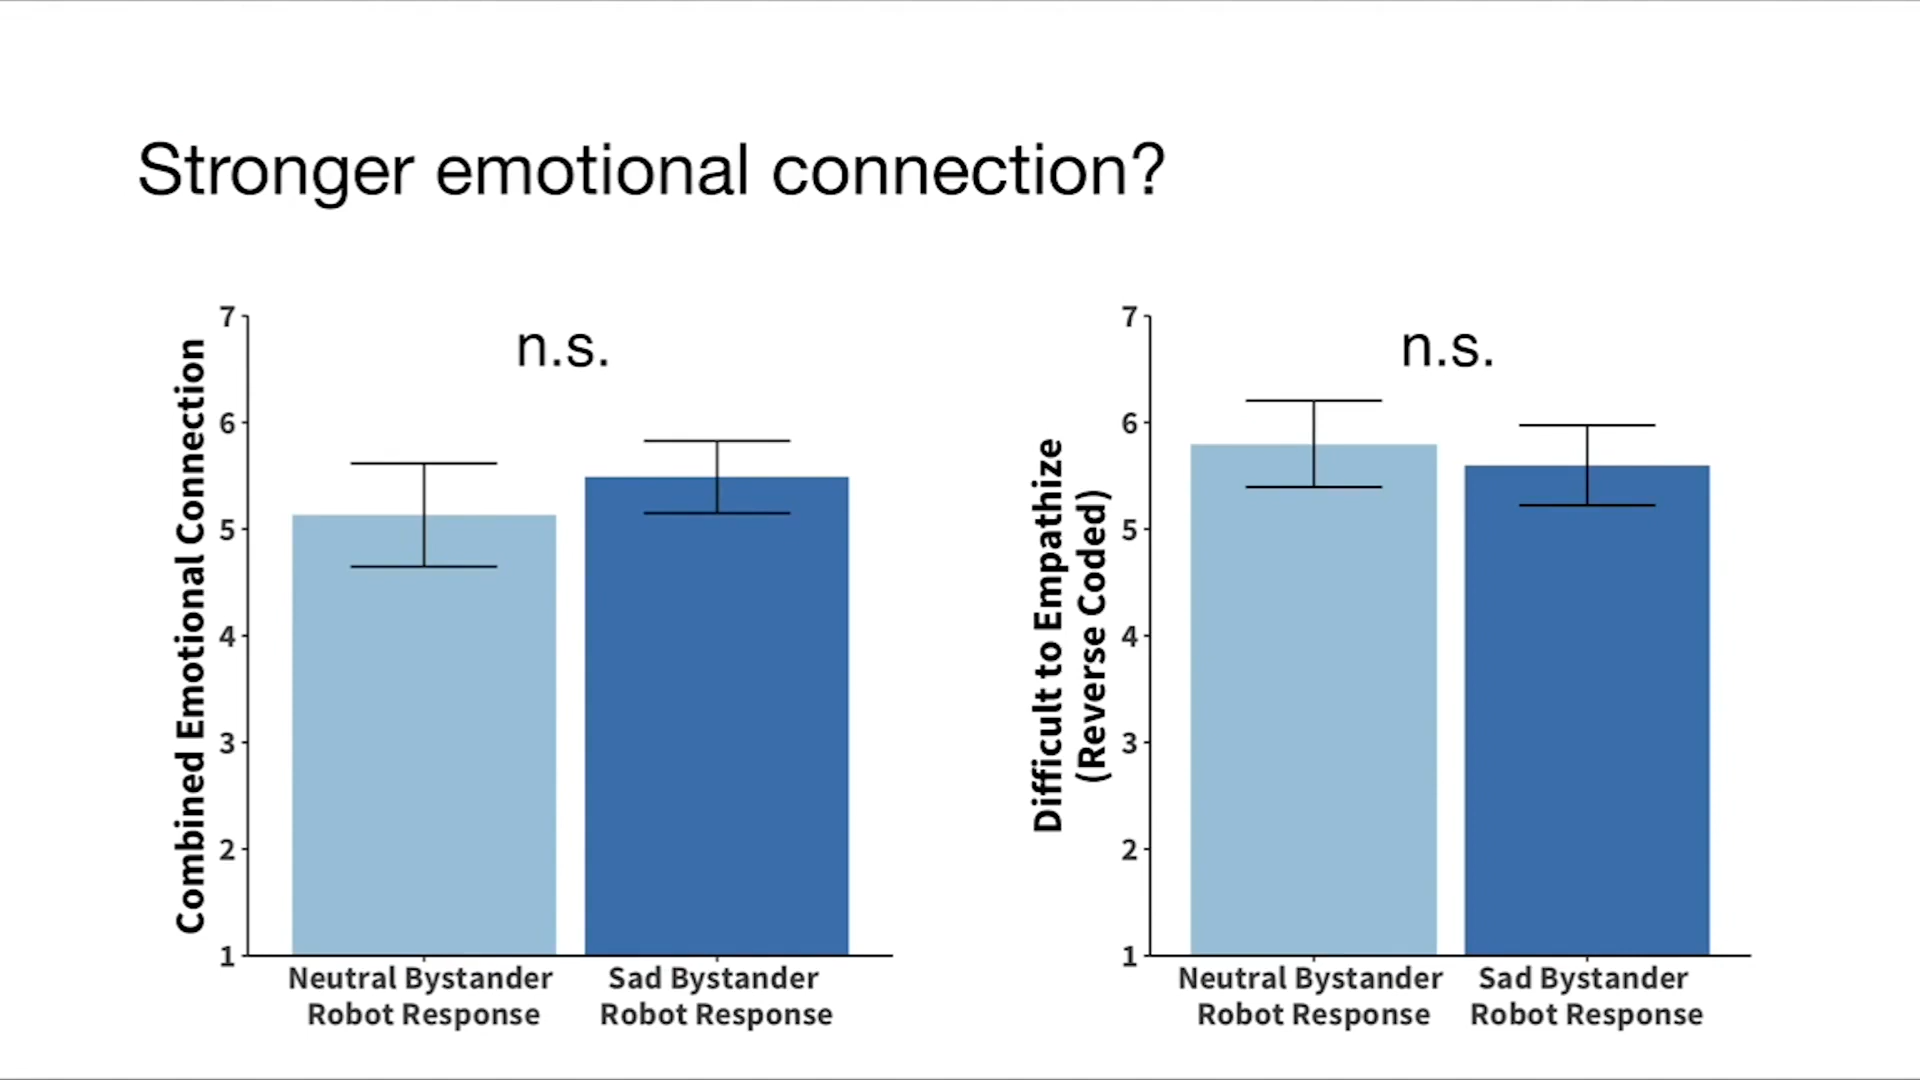 Stronger emotional connection?
Combined Emotional Connection
7
6
5
4
3
2
1
n.s.
Neutral Bystander
Robot Response
Sad Bystander
Robot Response
Difficult to Empathize
(Reverse Coded)
7
6
5
4
3
2
1
n.s.
Neutral Bystander
Robot Response
Sad Bystander
Robot Response